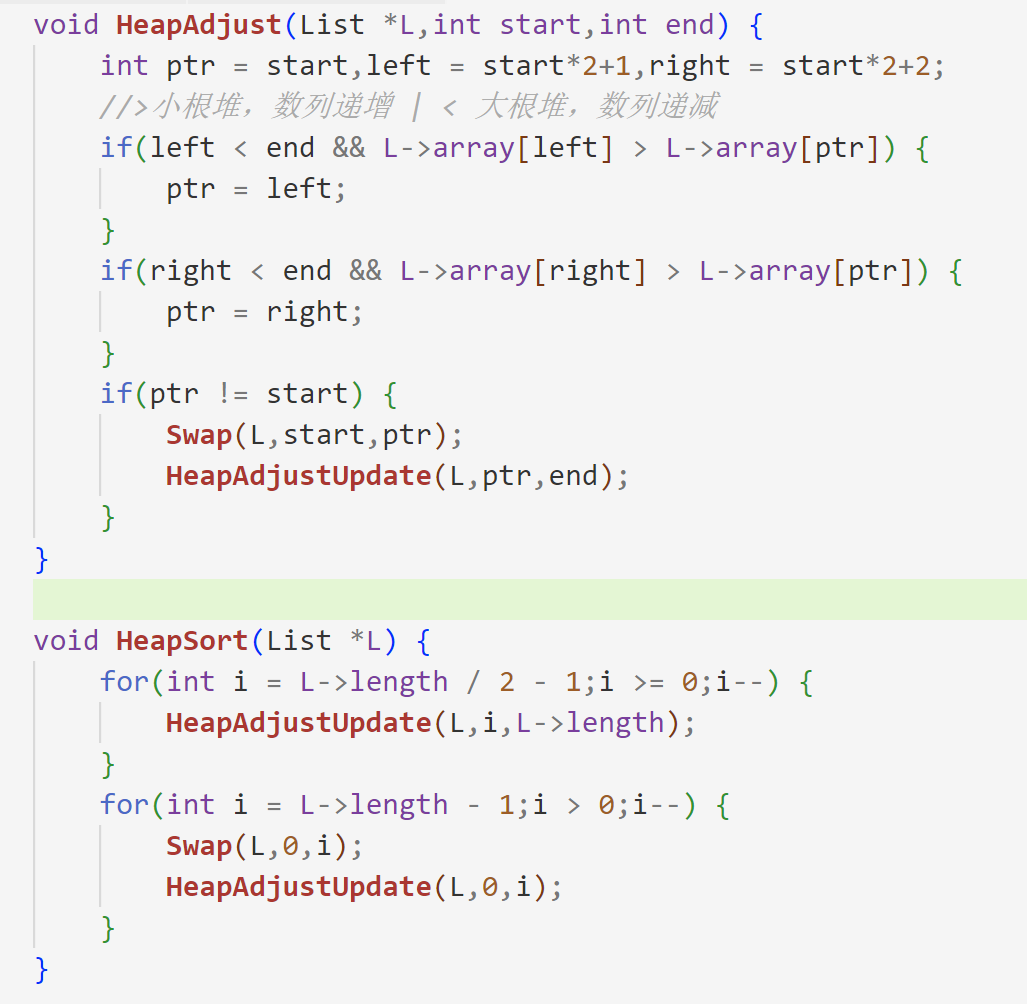 void HeapAdjust(List *L,int start,int end) {
    int ptr = start,left = start*2+1,right = start*2+2;
    //>小根堆，数列递增 | < 大根堆，数列递减
    if(left < end && L->array[left] > L->array[ptr]) {
        ptr = left;
    }
    if(right < end && L->array[right] > L->array[ptr]) {
        ptr = right;
    }
    if(ptr != start) {
        Swap(L,start,ptr);
        HeapAdjustUpdate(L,ptr,end);
    }
}
void HeapSort(List *L) {
    for(int i = L->length / 2 - 1;i >= 0;i--) {
        HeapAdjustUpdate(L,i,L->length);
    }
    for(int i = L->length - 1;i > 0;i--) {
        Swap(L,0,i);
        HeapAdjustUpdate(L,0,i);
    }
}